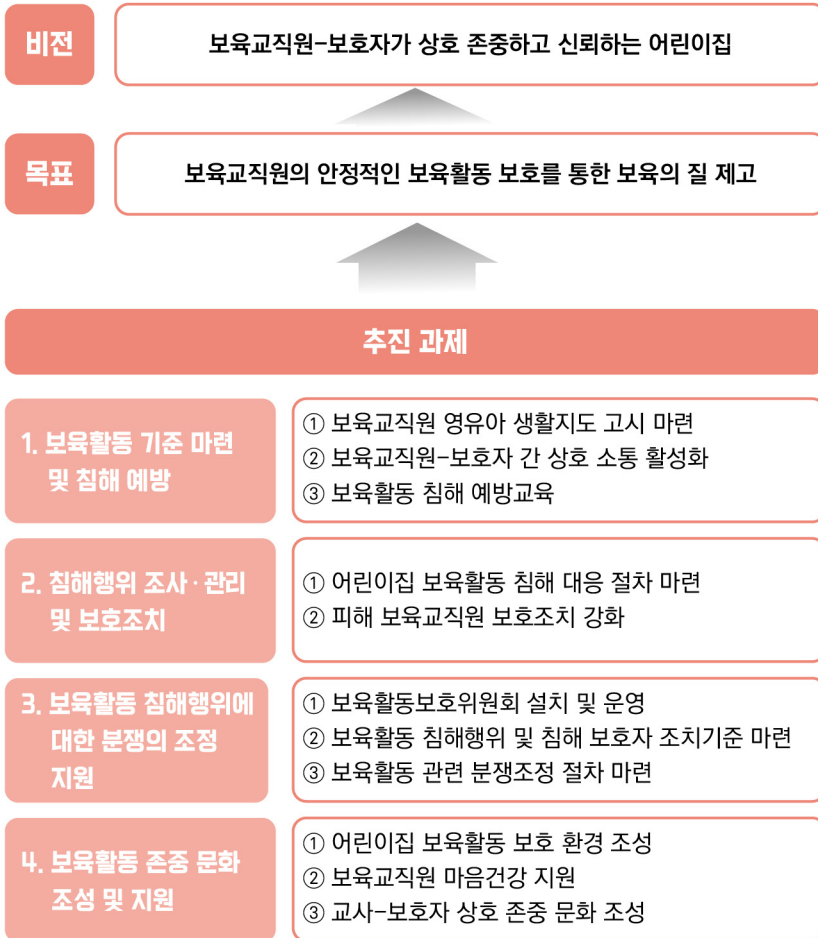 비전
보육교직원-보호자가 상호 존중하고 신뢰하는 어린이집
목표
보육교직원의 안정적인 보육활동 보호를 통한 보육의 질 제고
추진 과제
1. 보육활동 기준 마련
및 침해 예방
① 보육교직원 영유아 생활지도 고시 마련
② 보육교직원-보호자 간 상호 소통 활성화
③ 보육활동 침해 예방교육
2. 침해행위 조사·관리
및 보호조치
① 어린이집 보육활동 침해 대응 절차 마련
② 피해 보육교직원 보호조치 강화
3. 보육활동 침해행위에
대한 분쟁의 조정
지원
① 보육활동보호위원회 설치 및 운영
② 보육활동 침해행위 및 침해 보호자 조치기준 마련
③ 보육활동 관련 분쟁조정 절차 마련
4. 보육활동 존중 문화
조성 및 지원
① 어린이집 보육활동 보호 환경 조성
② 보육교직원 마음건강 지원
③ 교사-보호자 상호 존중 문화 조성